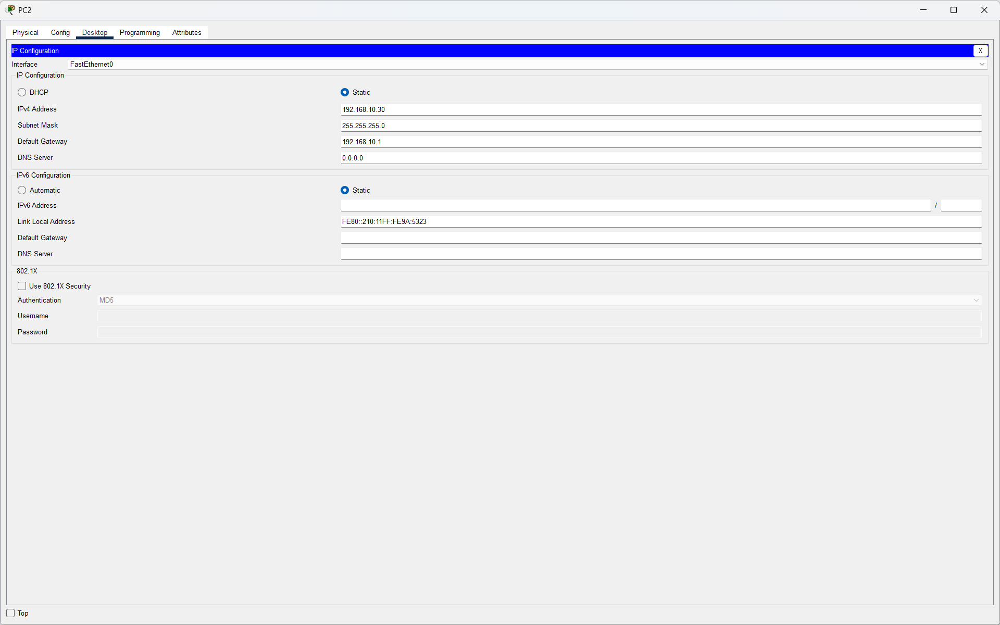 PC2
Physical Config Desktop Programming Attributes
IP Configuration X
Interface FastEthernet0
IP Configuration
DHCP Static
IPv4 Address 192.168.10.30
Subnet Mask 255.255.255.0
Default Gateway 192.168.10.1
DNS Server 0.0.0.0
IPv6 Configuration
Automatic Static
IPv6 Address /
Link Local Address FE80::210:11FF:FE9A:5323
Default Gateway
DNS Server
802.1X
Use 802.1X Security
Authentication MD5
Username
Password
Top